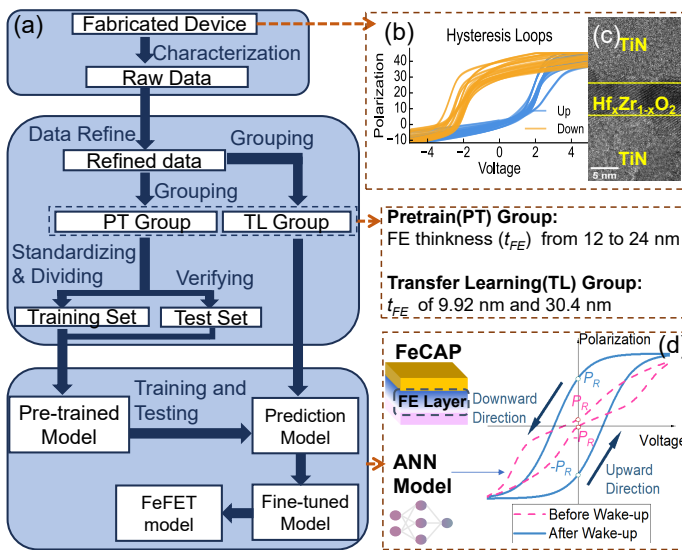 (a)
Fabricated Device
Characterization
Raw Data
Data Refine
Grouping
Refined data
Grouping
PT Group
TL Group
Standardizing
& Dividing
Verifying
Training Set
Test Set
Training and
Testing
Pre-trained
Model
Prediction
Model
FeFET
model
Fine-tuned
Model
(b)
Hysteresis Loops
Polarization
40
30
20
10
0
−10
−4
−2
0
2
4
Voltage
Up
Down
(c)
TiN
HfxZr1-xO2
TiN
5 nm
Pretrain(PT) Group:
FE thinkness (tFE) from 12 to 24 nm
Transfer Learning(TL) Group:
tFE of 9.92 nm and 30.4 nm
FeCAP
FE Layer
ANN
Model
(d)
Polarization
PR
Downward
Direction
PR
-PR
Voltage
-PR
Upward
Direction
Before Wake-up
After Wake-up